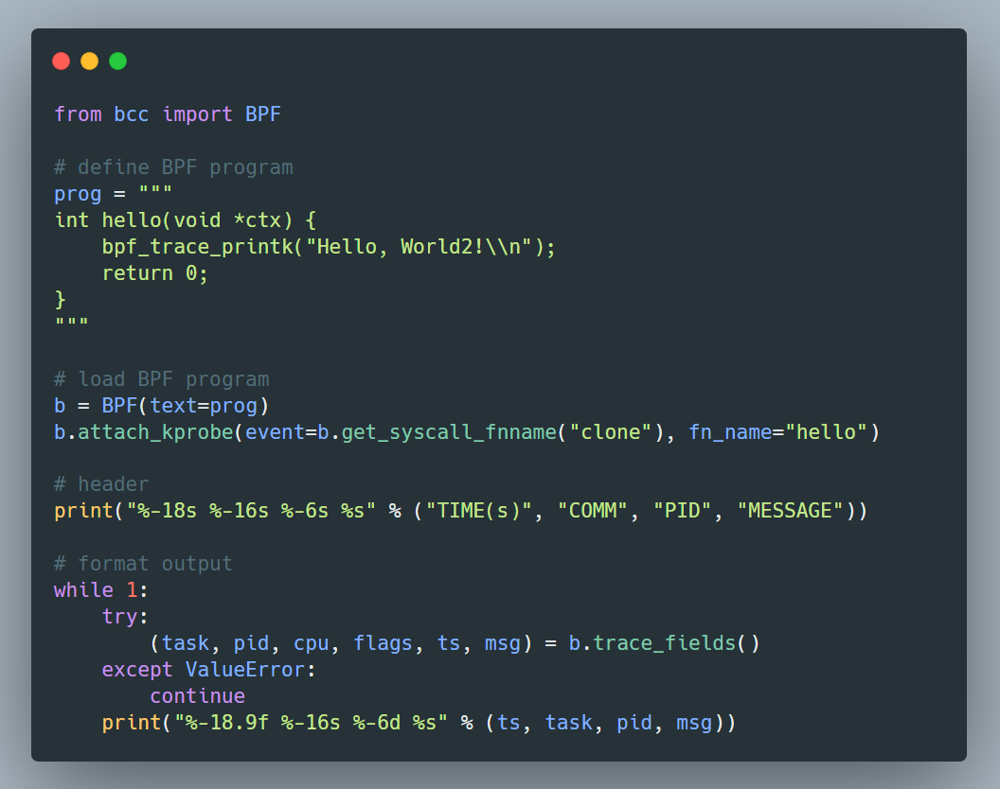 from bcc import BPF
# define BPF program
prog = """
int hello(void *ctx) {
    bpf_trace_printk("Hello, World2!\\n");
    return 0;
}
"""
# load BPF program
b = BPF(text=prog)
b.attach_kprobe(event=b.get_syscall_fnname("clone"), fn_name="hello")
# header
print("%-18s %-16s %-6s %s" % ("TIME(s)", "COMM", "PID", "MESSAGE"))
# format output
while 1:
    try:
        (task, pid, cpu, flags, ts, msg) = b.trace_fields()
    except ValueError:
        continue
    print("%-18.9f %-16s %-6d %s" % (ts, task, pid, msg))